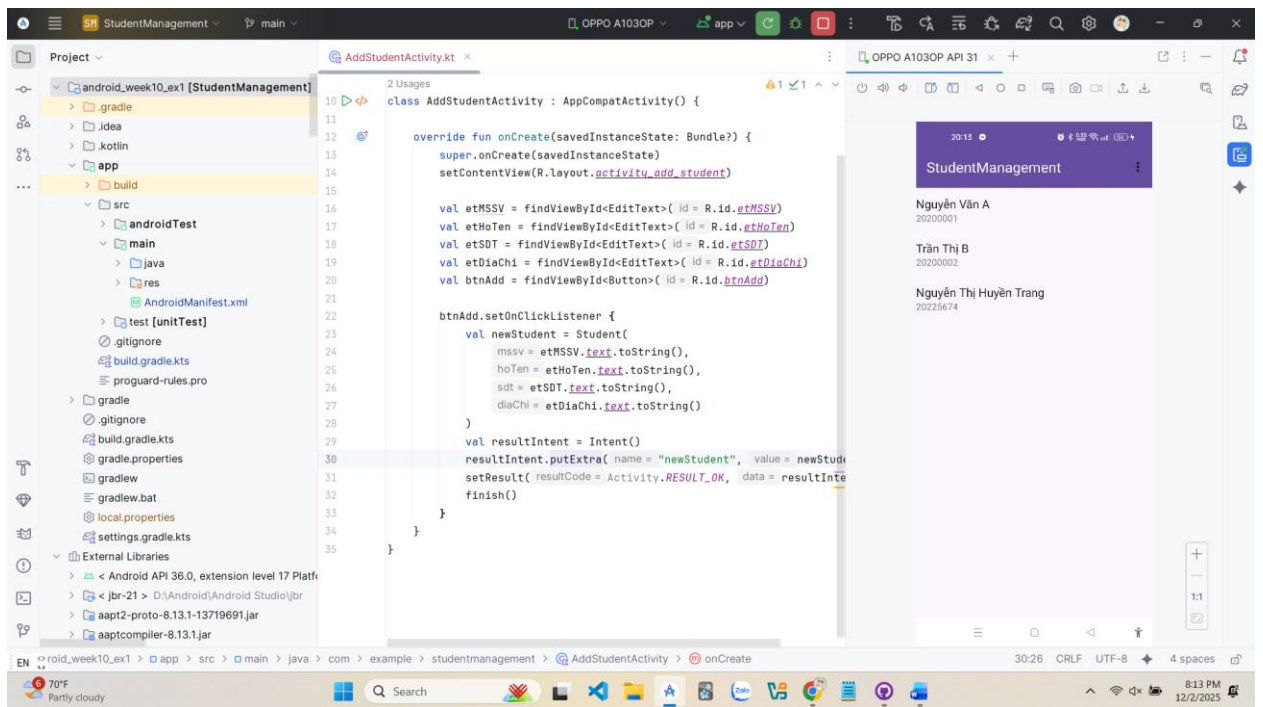 SM StudentManagement main OPPO A103OP app
Project
AddStudentActivity.kt
OPPO A103OP API 31
android_week10_ex1 [StudentManagement]
.gradle
.idea
.kotlin
app
build
src
androidTest
main
java
res
AndroidManifest.xml
test [unitTest]
.gitignore
build.gradle.kts
proguard-rules.pro
gradle
.gitignore
build.gradle.kts
gradle.properties
gradlew
gradlew.bat
local.properties
settings.gradle.kts
External Libraries
< Android API 36.0, extension level 17 Platfo
< jbr-21 > D:\Android\Android Studio\jbr
aapt2-proto-8.13.1-13719691.jar
aaptcompiler-8.13.1.jar
2 Usages
1 1
10 class AddStudentActivity : AppCompatActivity() {
11
12 override fun onCreate(savedInstanceState: Bundle?) {
13 super.onCreate(savedInstanceState)
14 setContentView(R.layout.activity_add_student)
15
16 val etMSSV = findViewById<EditText>( id = R.id.etMSSV)
17 val etHoTen = findViewById<EditText>( id = R.id.etHoTen)
18 val etSDT = findViewById<EditText>( id = R.id.etSDT)
19 val etDiaChi = findViewById<EditText>( id = R.id.etDiaChi)
20 val btnAdd = findViewById<Button>( id = R.id.btnAdd)
21
22 btnAdd.setOnClickListener {
23 val newStudent = Student(
24 mssv = etMSSV.text.toString(),
25 hoTen = etHoTen.text.toString(),
26 sdt = etSDT.text.toString(),
27 diaChi = etDiaChi.text.toString()
28 )
29 val resultIntent = Intent()
30 resultIntent.putExtra( name = "newStudent", value = newStude
31 setResult( resultCode = Activity.RESULT_OK, data = resultInte
32 finish()
33 }
34 }
35 }
20:13
StudentManagement
Nguyễn Văn A
20200001
Trần Thị B
20200002
Nguyễn Thị Huyền Trang
20225674
1:1
EN roid_week10_ex1 > app > src > main > java > com > example > studentmanagement > AddStudentActivity > onCreate
30:26 CRLF UTF-8 4 spaces
6 70°F
Partly cloudy
Search
Zalo
8:13 PM
12/2/2025